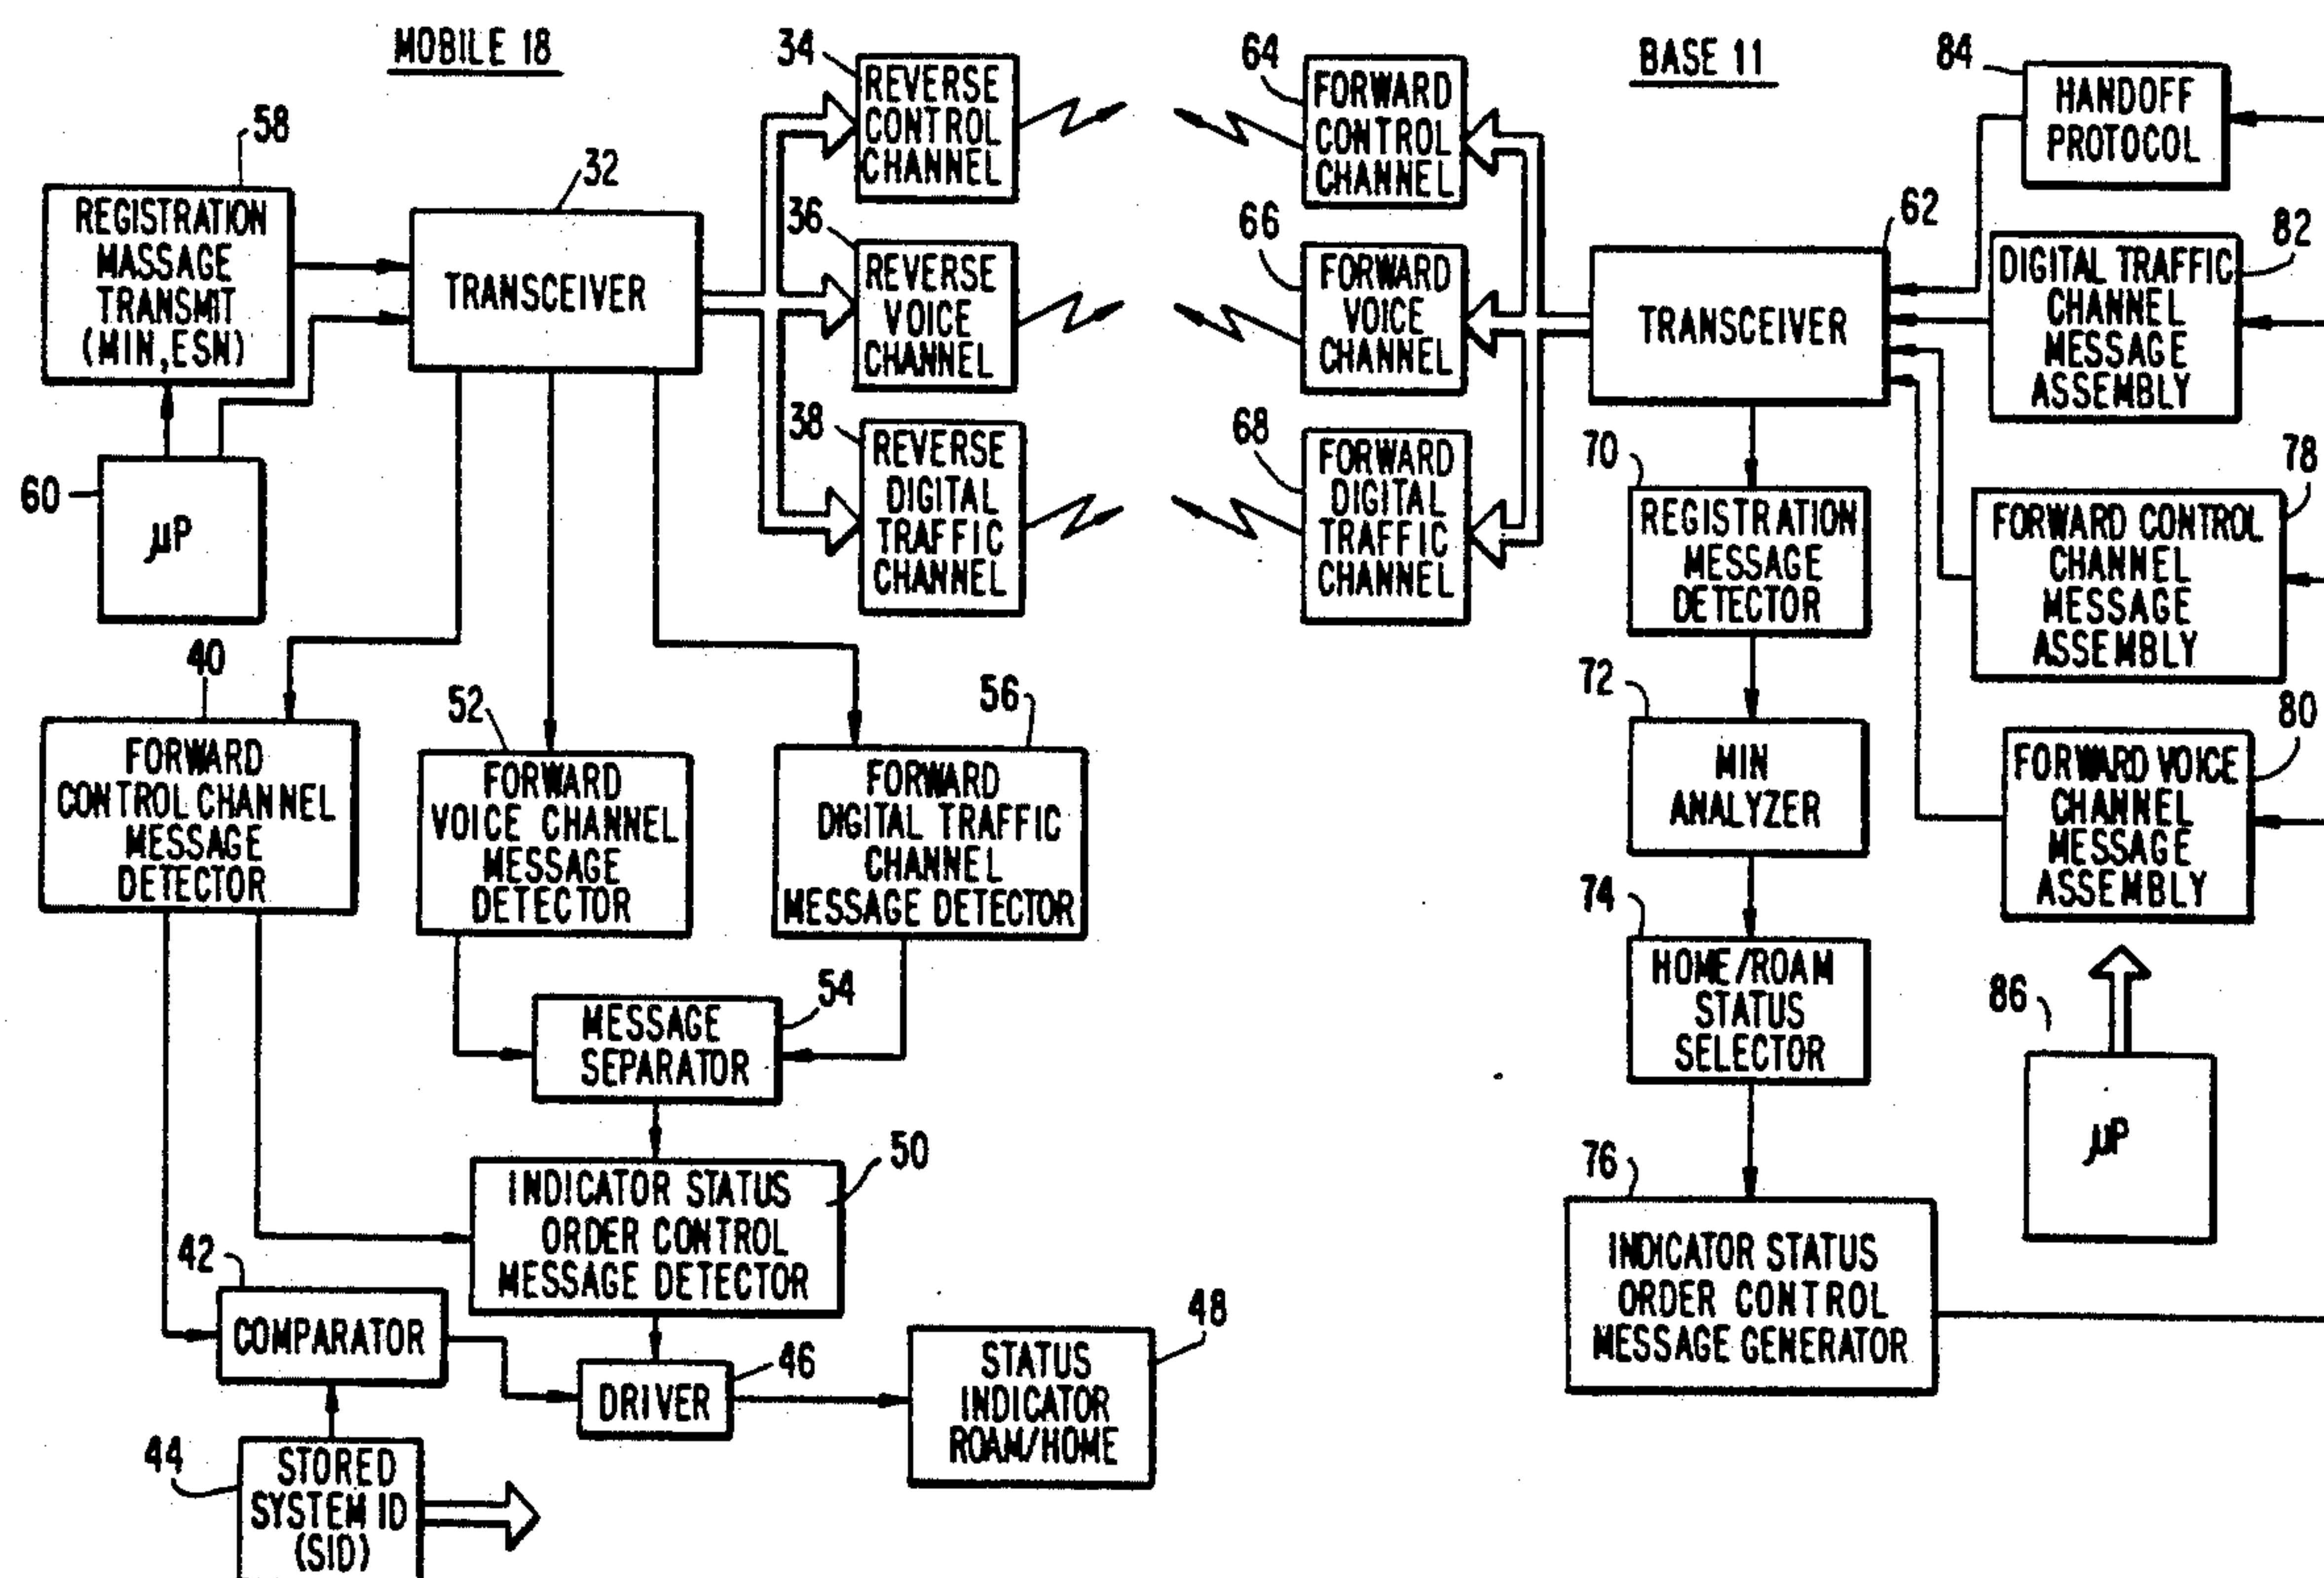 MOBILE 18
BASE 11
58
REGISTRATION
MASSAGE
TRANSMIT
(MIN,ESN)
60
µP
32
TRANSCEIVER
34
REVERSE
CONTROL
CHANNEL
36
REVERSE
VOICE
CHANNEL
38
REVERSE
DIGITAL
TRAFFIC
CHANNEL
40
FORWARD
CONTROL CHANNEL
MESSAGE
DETECTOR
52
FORWARD
VOICE CHANNEL
MESSAGE
DETECTOR
56
FORWARD
DIGITAL TRAFFIC
CHANNEL
MESSAGE DETECTOR
54
MESSAGE
SEPARATOR
50
INDICATOR STATUS
ORDER CONTROL
MESSAGE DETECTOR
42
COMPARATOR
46
DRIVER
48
STATUS
INDICATOR
ROAM/HOME
44
STORED
SYSTEM ID
(SID)
64
FORWARD
CONTROL
CHANNEL
66
FORWARD
VOICE
CHANNEL
68
FORWARD
DIGITAL
TRAFFIC
CHANNEL
62
TRANSCEIVER
84
HANDOFF
PROTOCOL
82
DIGITAL TRAFFIC
CHANNEL
MESSAGE
ASSEMBLY
78
FORWARD CONTROL
CHANNEL
MESSAGE
ASSEMBLY
80
FORWARD VOICE
CHANNEL
MESSAGE
ASSEMBLY
70
REGISTRATION
MESSAGE
DETECTOR
72
MIN
ANALYZER
74
HOME/ROAM
STATUS
SELECTOR
76
INDICATOR STATUS
ORDER CONTROL
MESSAGE GENERATOR
86
µP